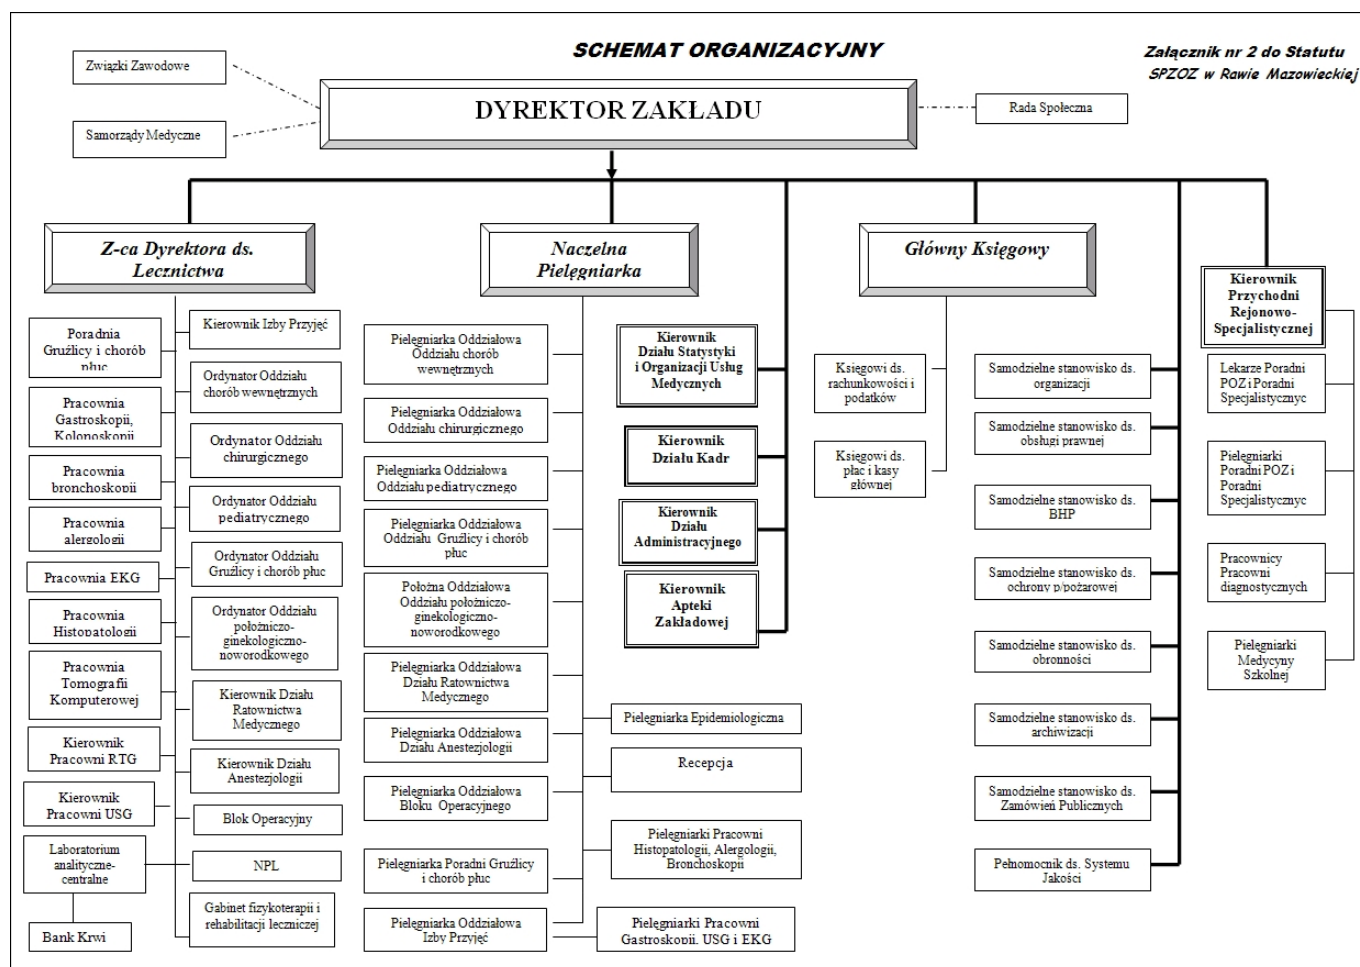 SCHEMAT ORGANIZACYJNY
Załącznik nr 2 do Statutu
SPZOZ w Rawie Mazowieckiej
Związki Zawodowe
Samorządy Medyczne
DYREKTOR ZAKŁADU
Rada Społeczna
Z-ca Dyrektora ds.
Lecznictwa
Naczelna
Pielęgniarka
Główny Księgowy
Kierownik
Przychodni
Rejonowo-
Specjalistycznej
Poradnia
Gruźlicy i chorób
płuc
Pracownia
Gastroskopii,
Kolonoskopii
Pracownia
bronchoskopii
Pracownia
alergologii
Pracownia EKG
Pracownia
Histopatologii
Pracownia
Tomografii
Komputerowej
Kierownik
Pracowni RTG
Kierownik
Pracowni USG
Laboratorium
analityczne-
centralne
Bank Krwi
Kierownik Izby Przyjęć
Ordynator Oddziału
chorób wewnętrznych
Ordynator Oddziału
chirurgicznego
Ordynator Oddziału
pediatrycznego
Ordynator Oddziału
Gruźlicy i chorób płuc
Ordynator Oddziału
położniczo-
ginekologiczno-
noworodkowego
Kierownik Działu
Ratownictwa
Medycznego
Kierownik Działu
Anestezjologii
Blok Operacyjny
NPL
Gabinet fizykoterapii i
rehabilitacji leczniczej
Pielęgniarka Oddziałowa
Oddziału chorób
wewnętrznych
Pielęgniarka Oddziałowa
Oddziału chirurgicznego
Pielęgniarka Oddziałowa
Oddziału pediatrycznego
Pielęgniarka Oddziałowa
Oddziału Gruźlicy i chorób
płuc
Położna Oddziałowa
Oddziału położniczo-
ginekologiczno-
noworodkowego
Pielęgniarka Oddziałowa
Działu Ratownictwa
Medycznego
Pielęgniarka Oddziałowa
Działu Anestezjologii
Pielęgniarka Oddziałowa
Bloku Operacyjnego
Pielęgniarka Poradni Gruźlicy
i chorób płuc
Pielęgniarka Oddziałowa
Izby Przyjęć
Kierownik
Działu Statystyki
i Organizacji Usług
Medycznych
Kierownik
Działu Kadr
Kierownik
Działu
Administracyjnego
Kierownik
Apteki
Zakładowej
Pielęgniarka Epidemiologiczna
Recepcja
Pielęgniarki Pracowni
Histopatologii, Alergologii,
Bronchoskopii
Pielęgniarki Pracowni
Gastroskopii, USG i EKG
Księgowi ds.
rachunkowości i
podatków
Księgowi ds.
płac i kasy
głównej
Samodzielne stanowisko ds.
organizacji
Samodzielne stanowisko ds.
obsługi prawnej
Samodzielne stanowisko ds.
BHP
Samodzielne stanowisko ds.
ochrony p/pożarowej
Samodzielne stanowisko ds.
obronności
Samodzielne stanowisko ds.
archiwizacji
Samodzielne stanowisko ds.
Zamówień Publicznych
Pełnomocnik ds. Systemu
Jakości
Lekarze Poradni
POZ i Poradni
Specjalistyczyc
Pielęgniarki
Poradni POZ i
Poradni
Specjalistyczyc
Pracownicy
Pracowni
diagnostycznych
Pielęgniarki
Medycyny
Szkolnej